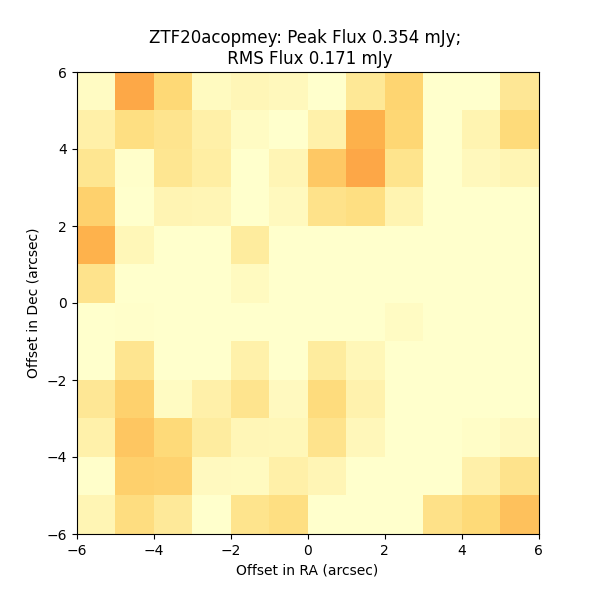 ZTF20acopmey: Peak Flux 0.354 mJy;
RMS Flux 0.171 mJy
6
4
2
0
−2
−4
−6
Offset in Dec (arcsec)
−6 −4 −2 0 2 4 6
Offset in RA (arcsec)